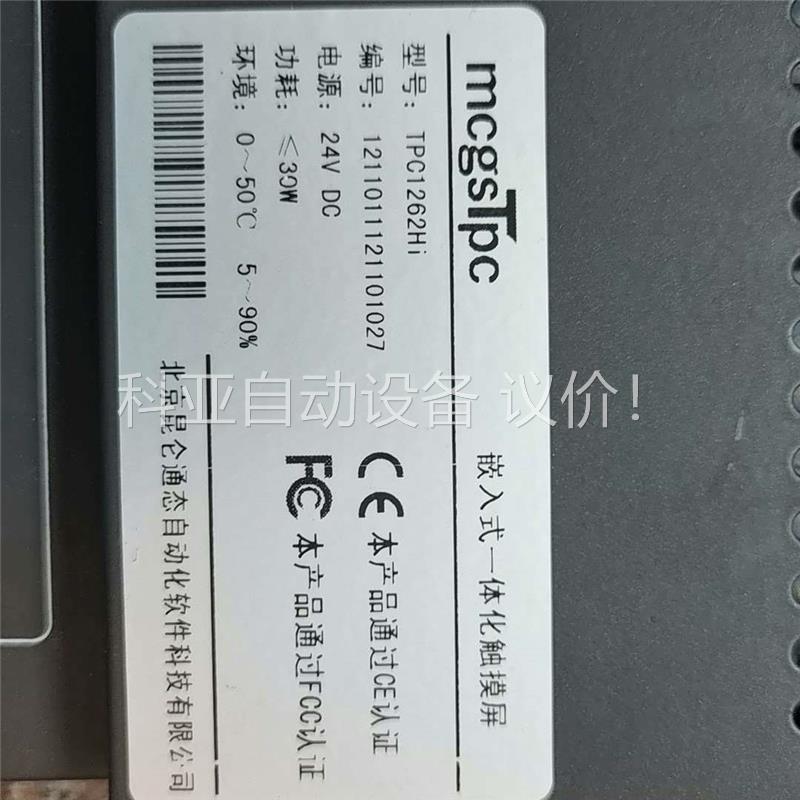 mcgsTpc
嵌入式一体化触摸屏
型号: TPC1262Hi
编号: 1211011121101027
电源: 24V DC
功耗: ≤30W
环境: 0~50℃ 5~90%
CE 本产品通过CE认证
FC 本产品通过FCC认证
北京昆仑通态自动化软件科技有限公司
科亚自动设备 议价!